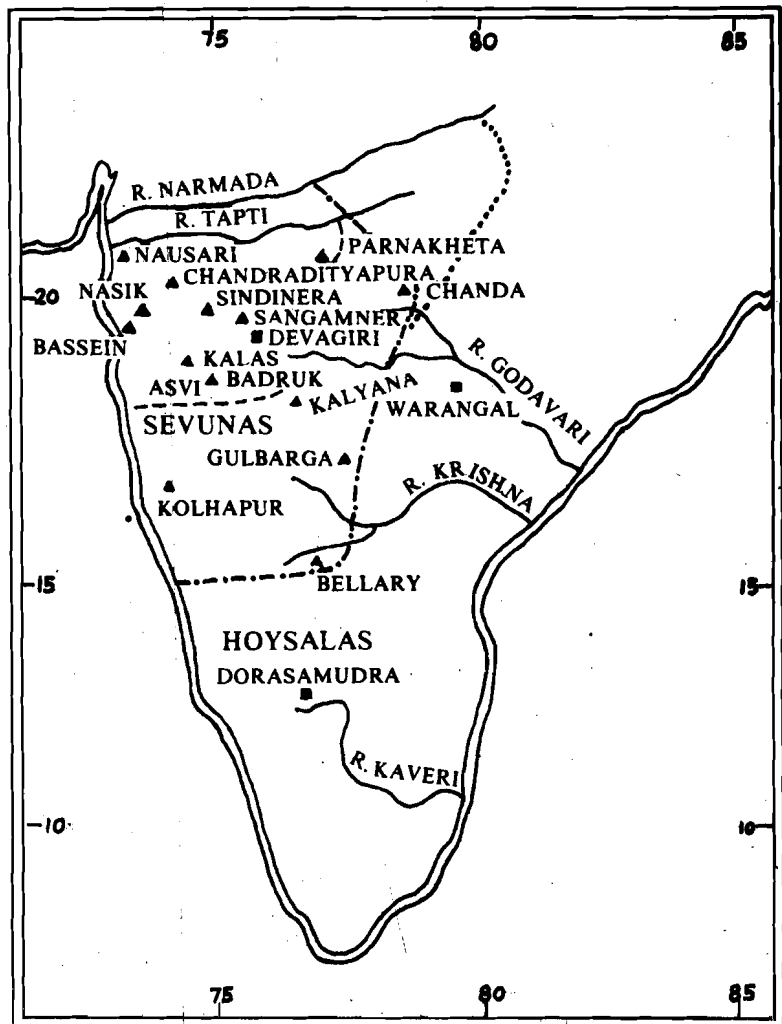 75 80 85
R. NARMADA
R. TAPTI
PARNAKHETA
NAUSARI
CHANDRADITYAPURA
20 NASIK SINDINERA CHANDA 20
SANGAMNER
BASSEIN DEVAGIRI
KALAS R. GODAVARI
ASVI BADRUK KALYANA WARANGAL
SEVUNAS
GULBARGA R. KRISHNA
KOLHAPUR
15 BELLARY 15
HOYSALAS
DORASAMUDRA
R. KAVERI
10 10
75 80 85